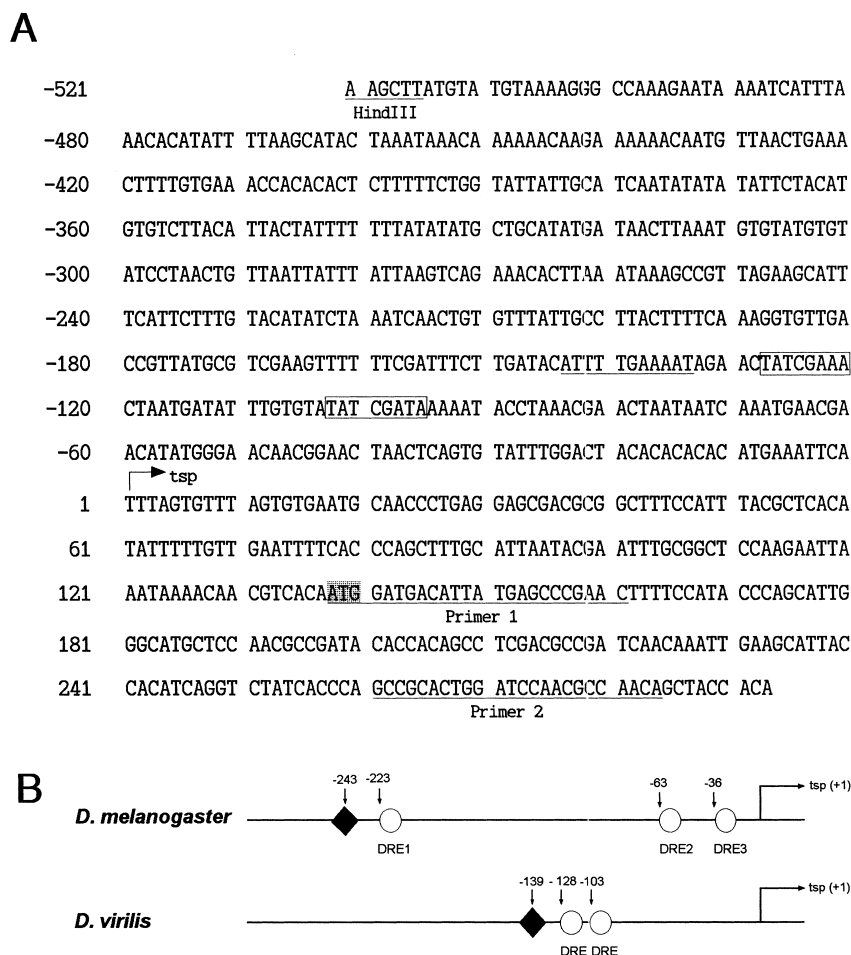 A
-521 A AGCTTATGTA TGTAAAAGGG CCAAAGAATA AAATCATTTA
HindIII
-480 AACACATATT TTAAGCATAC TAAATAAACA AAAAACAAGA AAAAACAATG TTAACTGAAA
-420 CTTTTGTGAA ACCACACACT CTTTTTCTGG TATTATTGCA TCAATATATA TATTCTACAT
-360 GTGTCTTACA TTACTATTTT TTTATATATG CTGCATATGA TAACTTAAAT GTGTATGTGT
-300 ATCCTAACTG TTAATTATTT ATTAAGTCAG AAACACTTAA ATAAAGCCGT TAGAAGCATT
-240 TCATTCTTTG TACATATCTA AATCAACTGT GTTTATTGCC TTACTTTTCA AAGGTGTTGA
-180 CCGTTATGCG TCGAAGTTTT TTCGATTTCT TGATACATTT TGAAAATAGA ACTATCGAAA
-120 CTAATGATAT TTGTGTATAT CGATAAAAAT ACCTAAACGA ACTAATAATC AAATGAACGA
-60 ACATATGGGA ACAACGGAAC TAACTCAGTG TATTTGGACT ACACACACAC ATGAAATTCA
tsp
1 TTTAGTGTTT AGTGTGAATG CAACCCTGAG GAGCGACGCG GCTTTCCATT TACGCTCACA
61 TATTTTTGTT GAATTTTCAC CCAGCTTTGC ATTAATACGA ATTTGCGGCT CCAAGAATTA
121 AATAAAACAA CGTCACAATG GATGACATTA TGAGCCCGAA CTTTTCCATA CCCAGCATTG
Primer 1
181 GGCATGCTCC AACGCCGATA CACCACAGCC TCGACGCCGA TCAACAAATT GAAGCATTAC
241 CACATCAGGT CTATCACCCA GCCGCACTGG ATCCAACGCC AACAGCTACC ACA
Primer 2
B
-243 -223 -63 -36 tsp (+1)
D. melanogaster
DRE1 DRE2 DRE3
-139 - 128 -103 tsp (+1)
D. virilis
DRE DRE